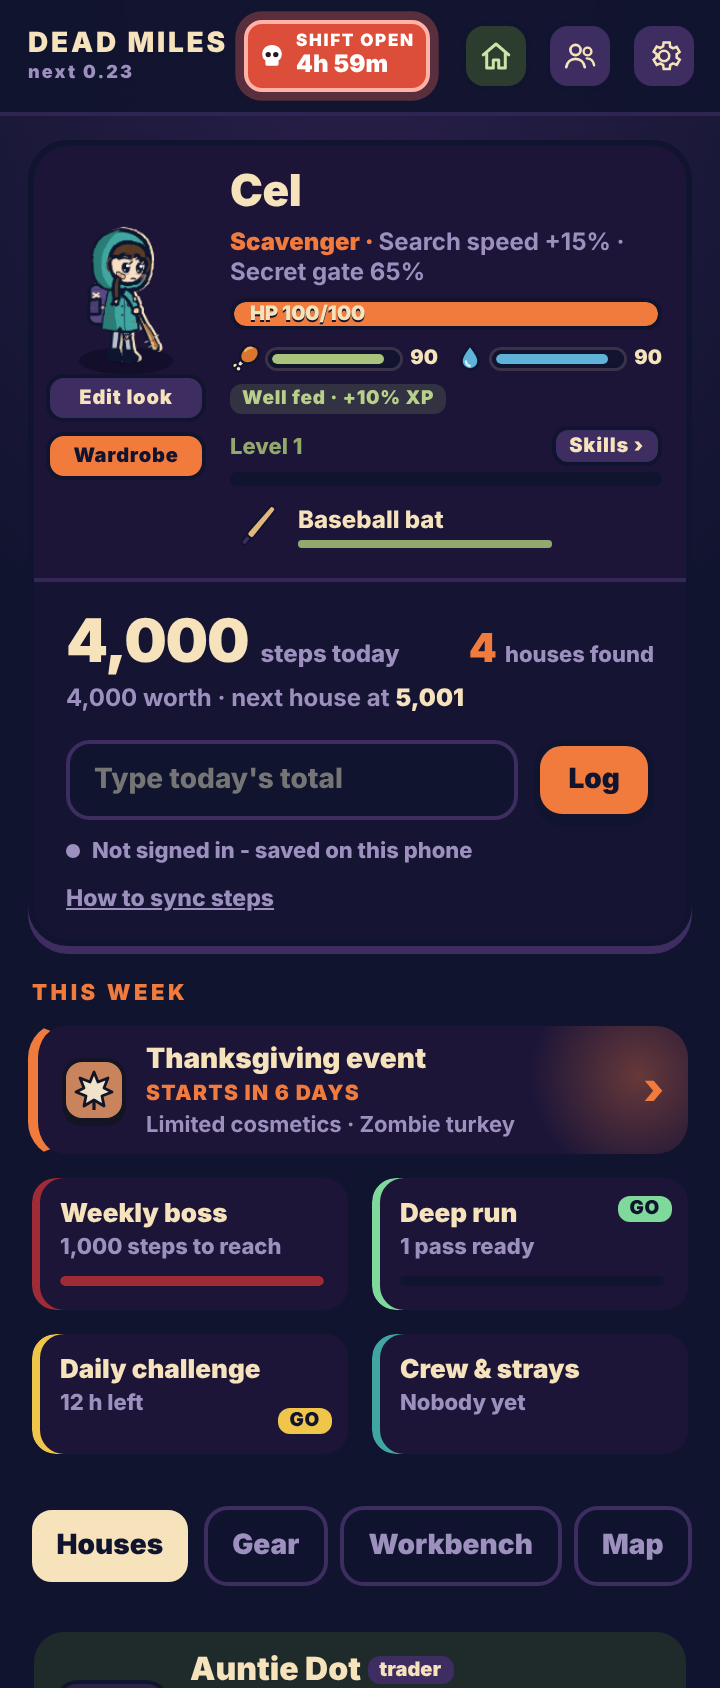 DEAD MILES
next 0.23
SHIFT OPEN
4h 59m
Cel
Scavenger · Search speed +15% ·
Secret gate 65%
HP 100/100
90
90
Well fed · +10% XP
Edit look
Wardrobe
Level 1
Skills ›
Baseball bat
4,000 steps today
4 houses found
4,000 worth · next house at 5,001
Type today's total
Log
Not signed in - saved on this phone
How to sync steps
THIS WEEK
Thanksgiving event
STARTS IN 6 DAYS
Limited cosmetics · Zombie turkey
›
Weekly boss
1,000 steps to reach
Deep run
GO
1 pass ready
Daily challenge
12 h left
GO
Crew & strays
Nobody yet
Houses
Gear
Workbench
Map
Auntie Dot
trader